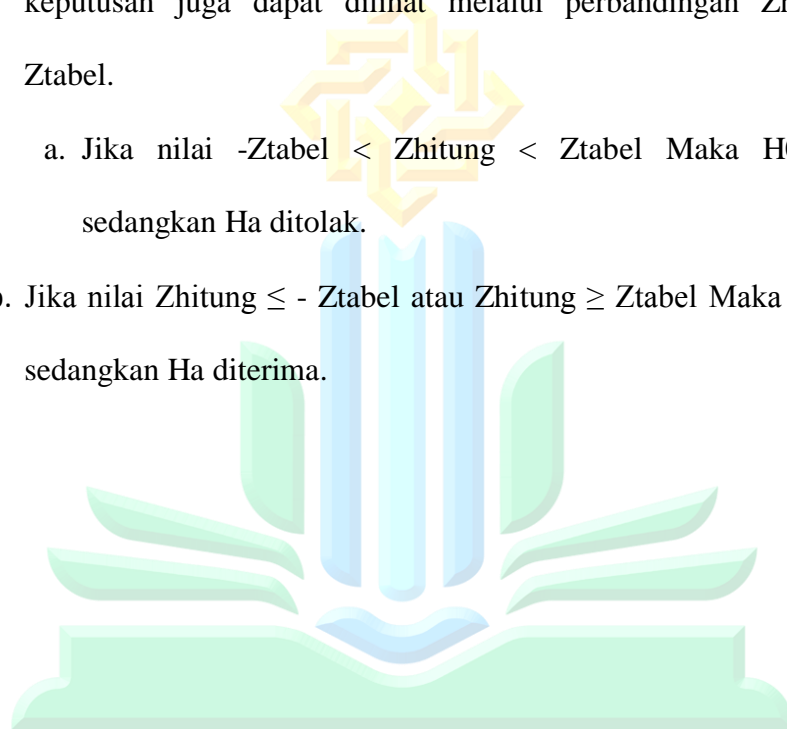 keputusan juga dapat dilihat melalui perbandingan
Ztabel.
a. Jika nilai -Ztabel < Zhitung < Ztabel Maka
sedangkan Ha ditolak.
. Jika nilai Zhitung ≤ - Ztabel atau Zhitung ≥ Ztabel Maka
sedangkan Ha diterima.